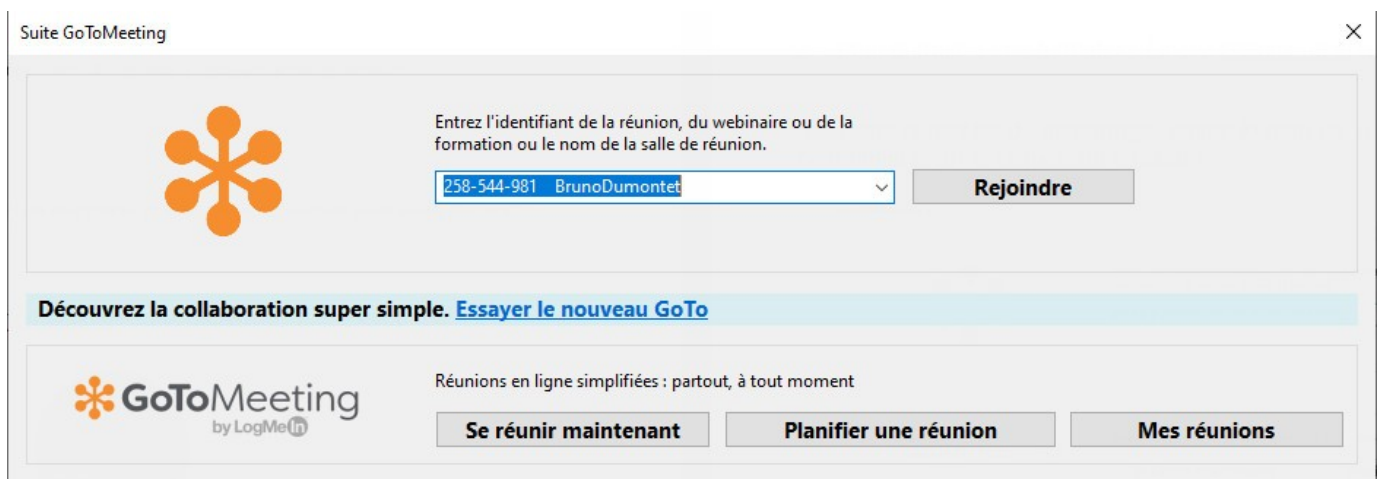 Suite GoToMeeting
Entrez l'identifiant de la réunion, du webinaire ou de la
formation ou le nom de la salle de réunion.
258-544-981 BrunoDumontet
Rejoindre
Découvrez la collaboration super simple. Essayer le nouveau GoTo
GoToMeeting
by LogMeIn
Réunions en ligne simplifiées : partout, à tout moment
Se réunir maintenant
Planifier une réunion
Mes réunions